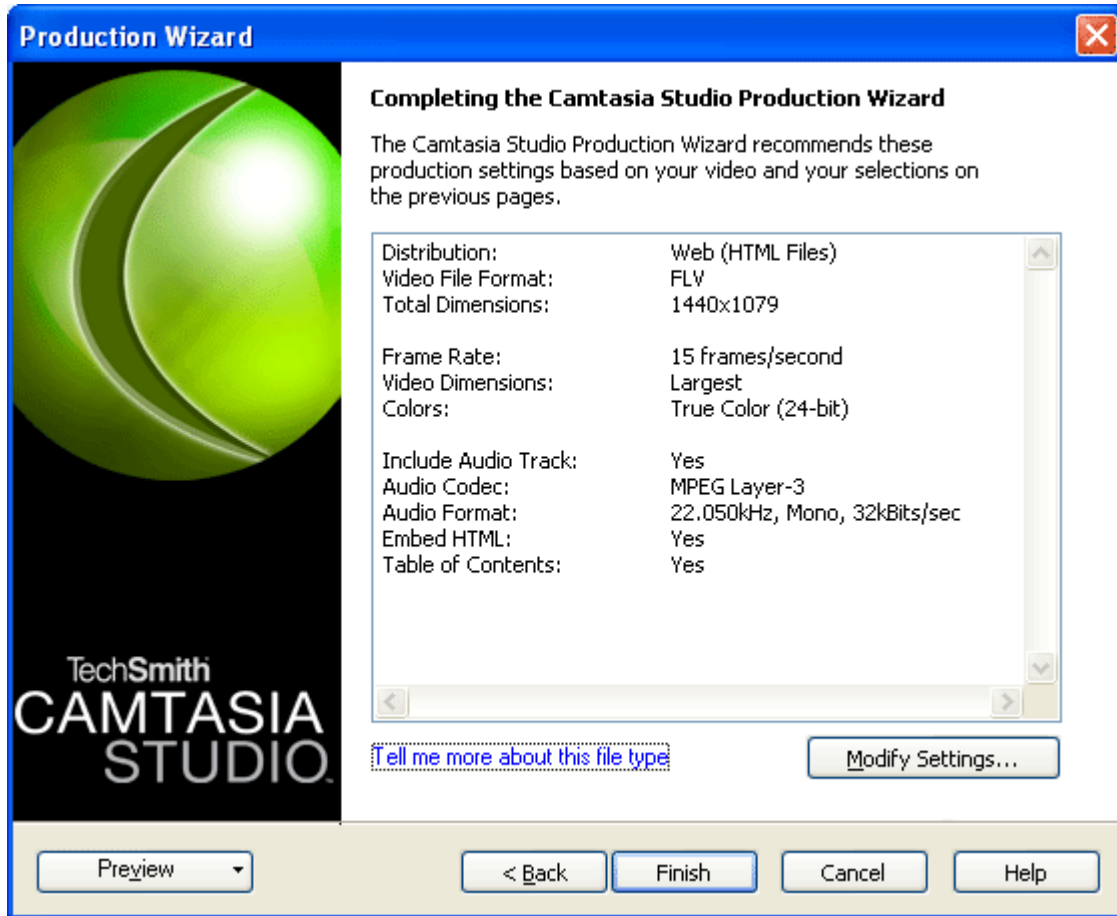 Production Wizard
Completing the Camtasia Studio Production Wizard
The Camtasia Studio Production Wizard recommends these
production settings based on your video and your selections on
the previous pages.
Distribution: Web (HTML Files)
Video File Format: FLV
Total Dimensions: 1440x1079
Frame Rate: 15 frames/second
Video Dimensions: Largest
Colors: True Color (24-bit)
Include Audio Track: Yes
Audio Codec: MPEG Layer-3
Audio Format: 22.050kHz, Mono, 32kBits/sec
Embed HTML: Yes
Table of Contents: Yes
TechSmith
CAMTASIA
STUDIO
Tell me more about this file type
Modify Settings...
Preview
< Back
Finish
Cancel
Help